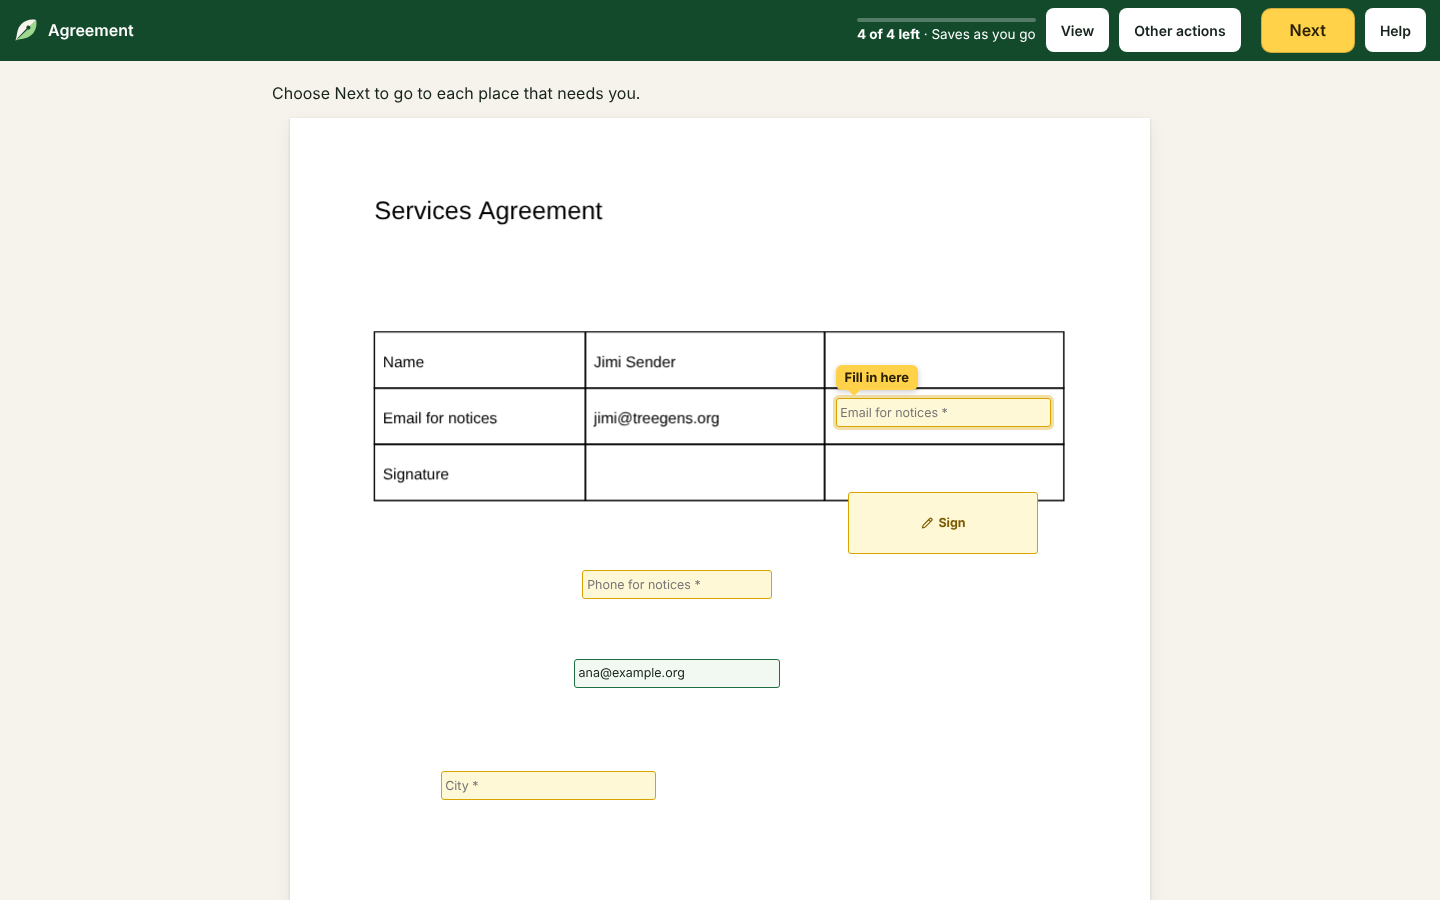 Agreement
4 of 4 left · Saves as you go
View
Other actions
Next
Help
Choose Next to go to each place that needs you.
Services Agreement
Name
Jimi Sender
Fill in here
Email for notices
jimi@treegens.org
Email for notices *
Signature
Sign
Phone for notices *
ana@example.org
City *